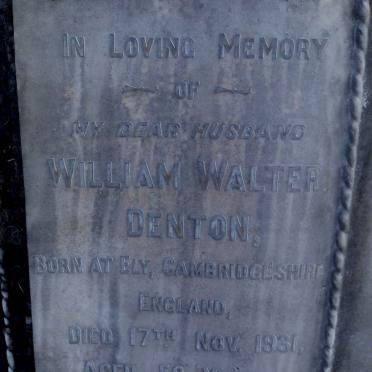 IN LOVING MEMORY
OF
MY DEAR HUSBAND
WILLIAM WALTER
DENTON,
BORN AT ELY, CAMBRIDGESHIRE
ENGLAND,
DIED 17TH NOV. 1931,
AGED